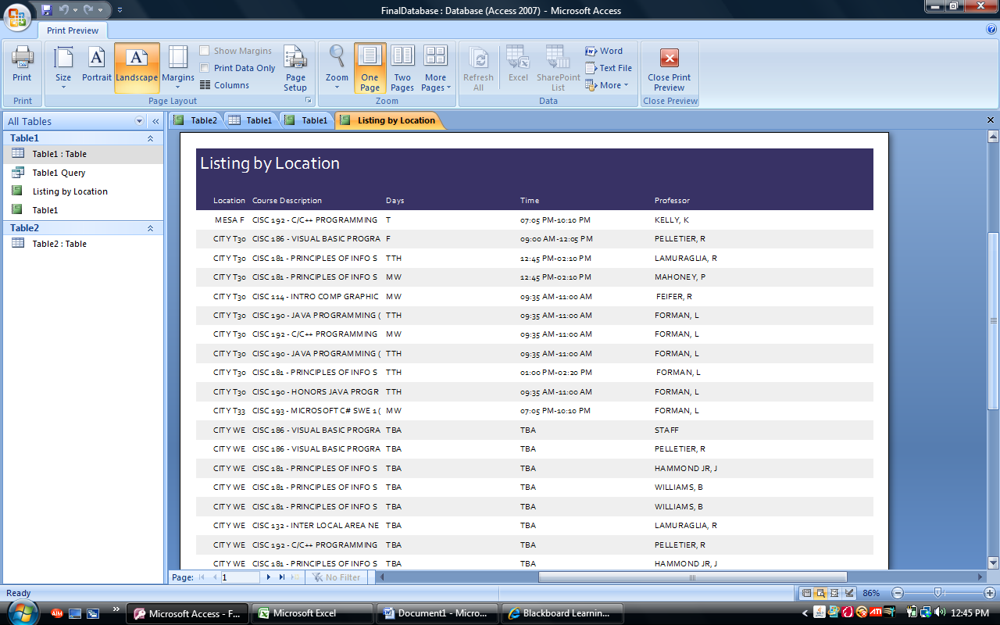 FinalDatabase : Database (Access 2007) - Microsoft Access
Print Preview
Print
Size
Portrait
Landscape
Margins
Show Margins
Print Data Only
Columns
Page Setup
Zoom
One Page
Two Pages
More Pages
Refresh All
Excel
SharePoint List
Word
Text File
More
Close Print Preview
Print
Page Layout
Zoom
Data
Close Preview
All Tables
Table1
Table1 : Table
Table1 Query
Listing by Location
Table1
Table2
Table2 : Table
Table2 Table1 Table1 Listing by Location
Listing by Location
Location Course Description Days Time Professor
MESA F CISC 192 - C/C++ PROGRAMMING T 07:05 PM-10:10 PM KELLY, K
CITY T30 CISC 186 - VISUAL BASIC PROGRA F 09:00 AM-12:05 PM PELLETIER, R
CITY T30 CISC 181 - PRINCIPLES OF INFO S TTH 12:45 PM-02:10 PM LAMURAGLIA, R
CITY T30 CISC 181 - PRINCIPLES OF INFO S MW 12:45 PM-02:10 PM MAHONEY, P
CITY T30 CISC 114 - INTRO COMP GRAPHIC MW 09:35 AM-11:00 AM FEIFER, R
CITY T30 CISC 190 - JAVA PROGRAMMING ( TTH 09:35 AM-11:00 AM FORMAN, L
CITY T30 CISC 192 - C/C++ PROGRAMMING MW 09:35 AM-11:00 AM FORMAN, L
CITY T30 CISC 190 - JAVA PROGRAMMING ( TTH 09:35 AM-11:00 AM FORMAN, L
CITY T30 CISC 181 - PRINCIPLES OF INFO S TTH 01:00 PM-02:20 PM FORMAN, L
CITY T30 CISC 190 - HONORS JAVA PROGR TTH 09:35 AM-11:00 AM FORMAN, L
CITY T33 CISC 193 - MICROSOFT C# SWE 1 ( MW 07:05 PM-10:10 PM FORMAN, L
CITY WE CISC 186 - VISUAL BASIC PROGRA TBA TBA STAFF
CITY WE CISC 186 - VISUAL BASIC PROGRA TBA TBA PELLETIER, R
CITY WE CISC 181 - PRINCIPLES OF INFO S TBA TBA HAMMOND JR, J
CITY WE CISC 181 - PRINCIPLES OF INFO S TBA TBA WILLIAMS, B
CITY WE CISC 181 - PRINCIPLES OF INFO S TBA TBA WILLIAMS, B
CITY WE CISC 132 - INTER LOCAL AREA NE TBA TBA LAMURAGLIA, R
CITY WE CISC 192 - C/C++ PROGRAMMING TBA TBA PELLETIER, R
CITY WE CISC 181 - PRINCIPLES OF INFO S TBA TBA HAMMOND JR, J
Page: 1 No Filter
Ready 86%
AIM Microsoft Access - F... Microsoft Excel Document1 - Micro... Blackboard Learnin... ATI 12:45 PM